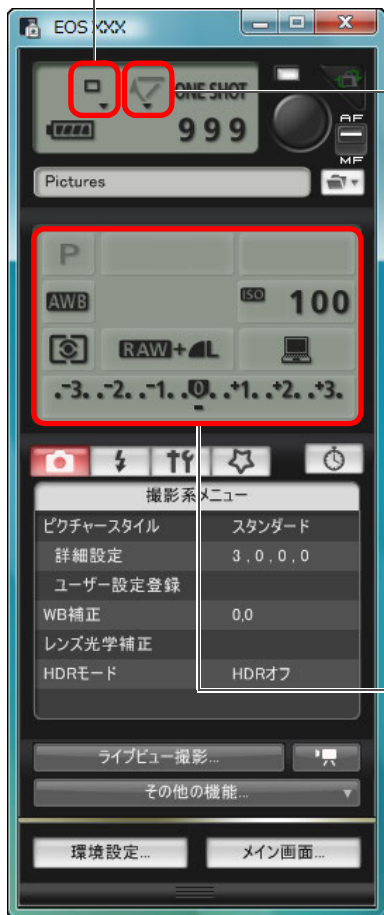 EOS XXX
ONE SHOT
999
AF
MF
Pictures
P
AWB
ISO 100
RAW+L
.-3. .-2. .-1. .0. .+1. .+2. .+3.
撮影系メニュー
ピクチャースタイル スタンダード
詳細設定 3,0,0,0
ユーザー設定登録
WB補正 0,0
レンズ光学補正
HDRモード HDRオフ
ライブビュー撮影...
その他の機能...
環境設定... メイン画面...